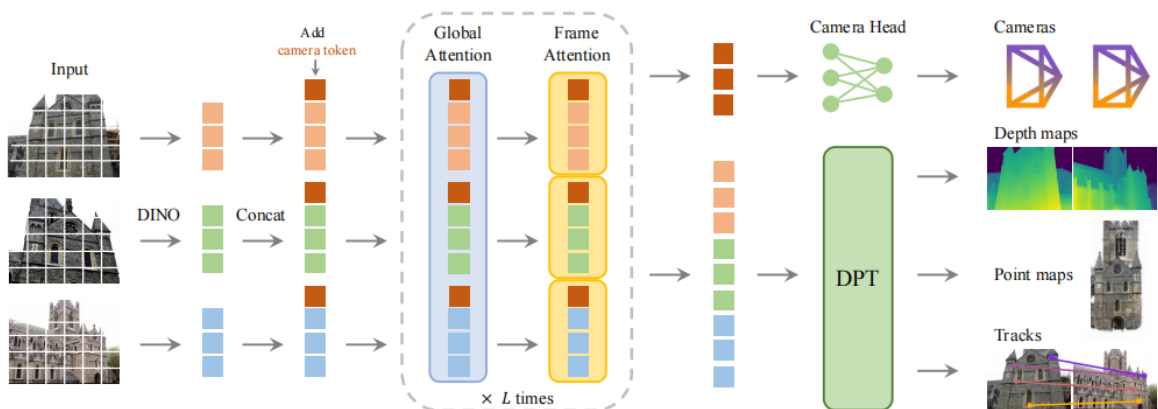 Input
Add
camera token
Global
Attention
Frame
Attention
Camera Head
Cameras
Depth maps
DINO
Concat
DPT
Point maps
Tracks
× L times